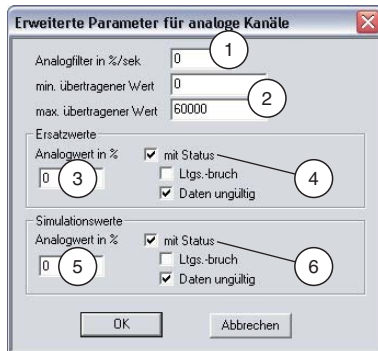 Erweiterte Parameter für analoge Kanäle
Analogfilter in %/sek 0 1
min. übertragener Wert 0
max. übertragener Wert 60000 2
Ersatzwerte
Analogwert in % mit Status
0 3 Ltgs.-bruch 4
Daten ungültig
Simulationswerte
Analogwert in % mit Status
0 5 Ltgs.-bruch 6
Daten ungültig
OK Abbrechen